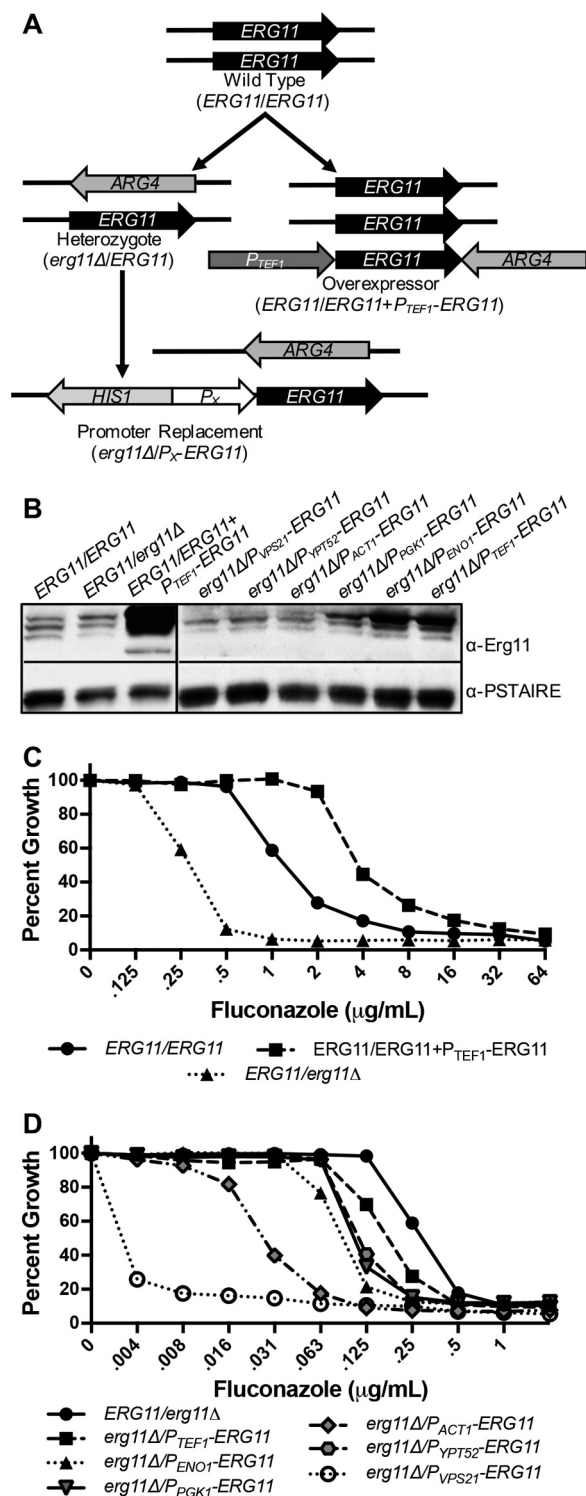 A
ERG11
ERG11
Wild Type
(ERG11/ERG11)
ARG4
ERG11
Heterozygote
(erg11Δ/ERG11)
ERG11
ERG11
PTEF1
ERG11
ARG4
Overexpressor
(ERG11/ERG11+PTEF1-ERG11)
ARG4
HIS1
PX
ERG11
Promoter Replacement
(erg11Δ/PX-ERG11)
B
ERG11/ERG11
ERG11/erg11Δ
ERG11/ERG11+
PTEF1-ERG11
erg11Δ/PVPS21-ERG11
erg11Δ/PYPT52-ERG11
erg11Δ/PACT1-ERG11
erg11Δ/PPGK1-ERG11
erg11Δ/PENO1-ERG11
erg11Δ/PTEF1-ERG11
α-Erg11
α-PSTAIRE
C
Percent Growth
100
80
60
40
20
0
0 .125 .25 .5 1 2 4 8 16 32 64
Fluconazole (μg/mL)
ERG11/ERG11
ERG11/ERG11+PTEF1-ERG11
ERG11/erg11Δ
D
Percent Growth
100
80
60
40
20
0
0 .004 .008 .016 .031 .063 .125 .25 .5 1
Fluconazole (μg/mL)
ERG11/erg11Δ
erg11Δ/PTEF1-ERG11
erg11Δ/PENO1-ERG11
erg11Δ/PPGK1-ERG11
erg11Δ/PACT1-ERG11
erg11Δ/PYPT52-ERG11
erg11Δ/PVPS21-ERG11